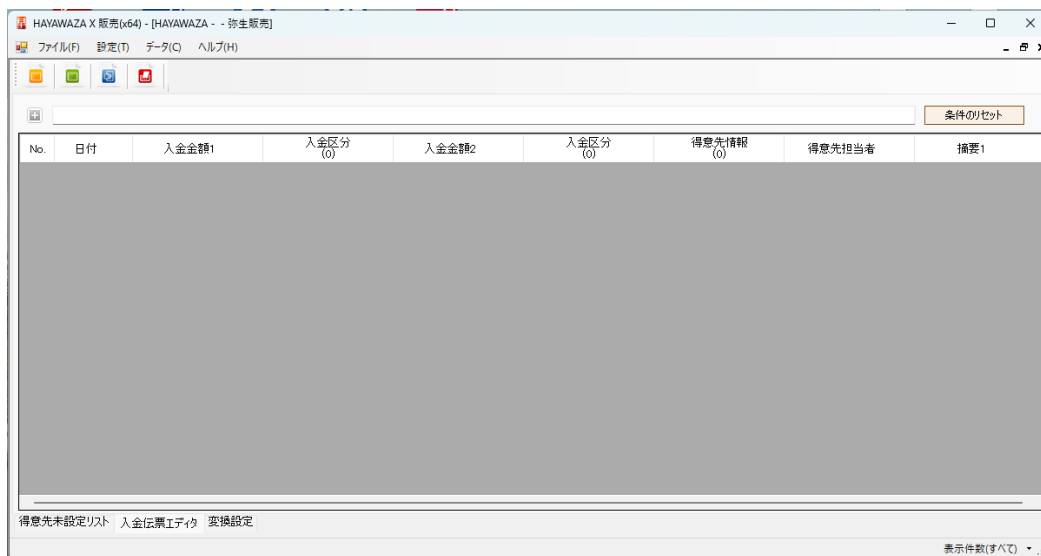 HAYAWAZA X 販売(x64) - [HAYAWAZA - - 弥生販売]
ファイル(F) 設定(T) データ(C) ヘルプ(H)
条件のリセット
No. 日付 入金金額1 入金区分(0) 入金金額2 入金区分(0) 得意先情報(0) 得意先担当者 摘要1
得意先未設定リスト 入金伝票エディタ 変換設定
表示件数(すべて)